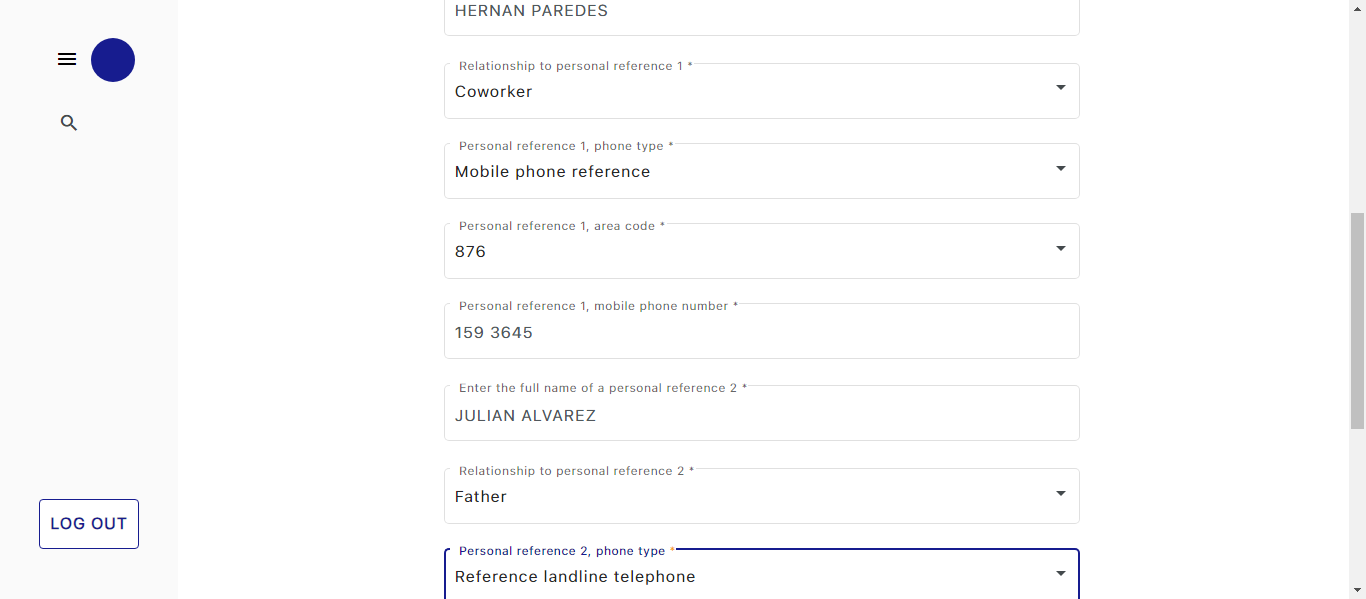 HERNAN PAREDES
Relationship to personal reference 1 *
Coworker
Personal reference 1, phone type *
Mobile phone reference
Personal reference 1, area code *
876
Personal reference 1, mobile phone number *
159 3645
Enter the full name of a personal reference 2 *
JULIAN ALVAREZ
Relationship to personal reference 2 *
Father
Personal reference 2, phone type *
Reference landline telephone
LOG OUT